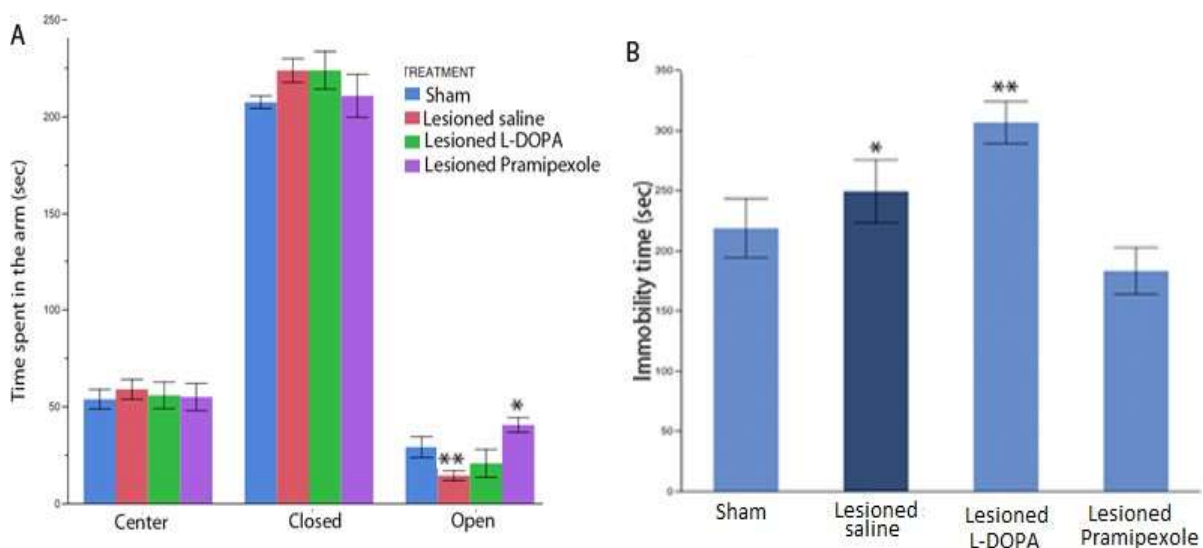 A
250
200
150
100
50
0
Time spent in the arm (sec)
TREATMENT
Sham
Lesioned saline
Lesioned L-DOPA
Lesioned Pramipexole
**
*
Center
Closed
Open
B
350
300
250
200
150
100
50
0
Immobility time (sec)
*
**
Sham
Lesioned
saline
Lesioned
L-DOPA
Lesioned
Pramipexole